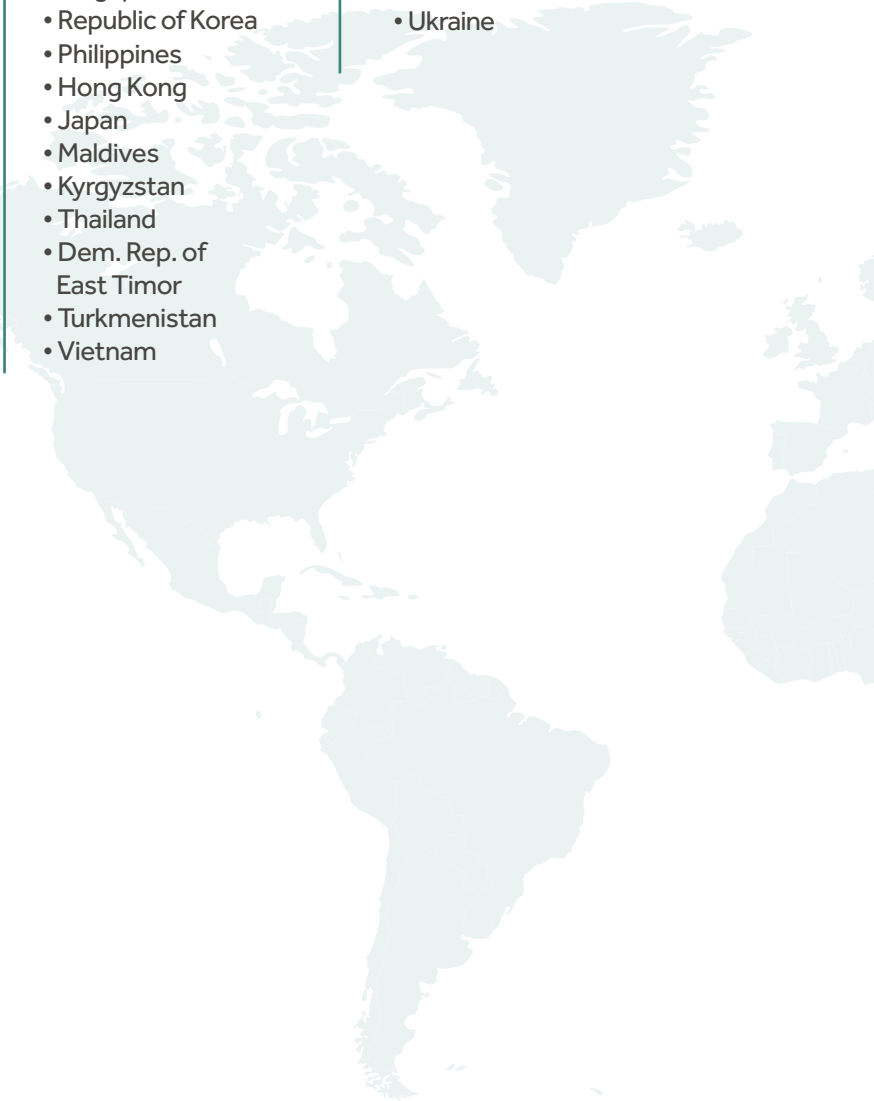 • Republic of Korea
• Philippines
• Hong Kong
• Japan
• Maldives
• Kyrgyzstan
• Thailand
• Dem. Rep. of
East Timor
• Turkmenistan
• Vietnam
• Ukraine